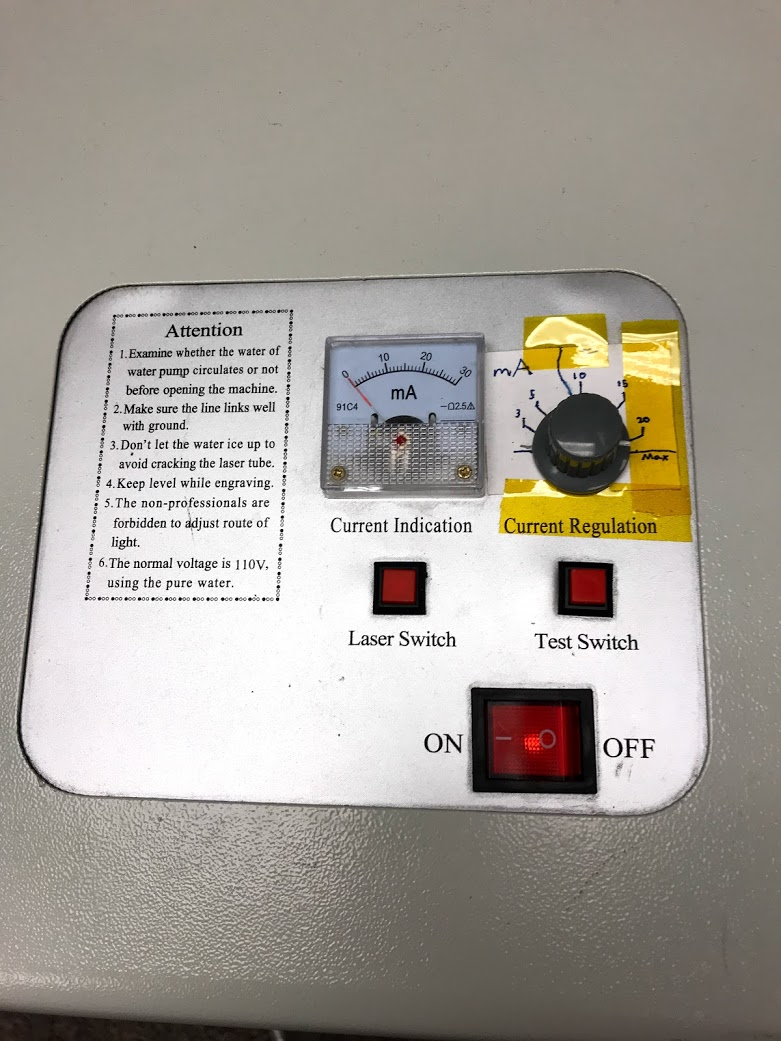 Attention
1.Examine whether the water of
water pump circulates or not
before opening the machine.
2.Make sure the line links well
with ground.
3.Don't let the water ice up to
avoid cracking the laser tube.
4.Keep level while engraving.
5.The non-professionals are
forbidden to adjust route of
light.
6.The normal voltage is 110V,
using the pure water.
0 10 20 30
mA
91C4
2.5
mA
3 5 10 15 20
Max
Current Indication
Current Regulation
Laser Switch
Test Switch
ON
— O
OFF